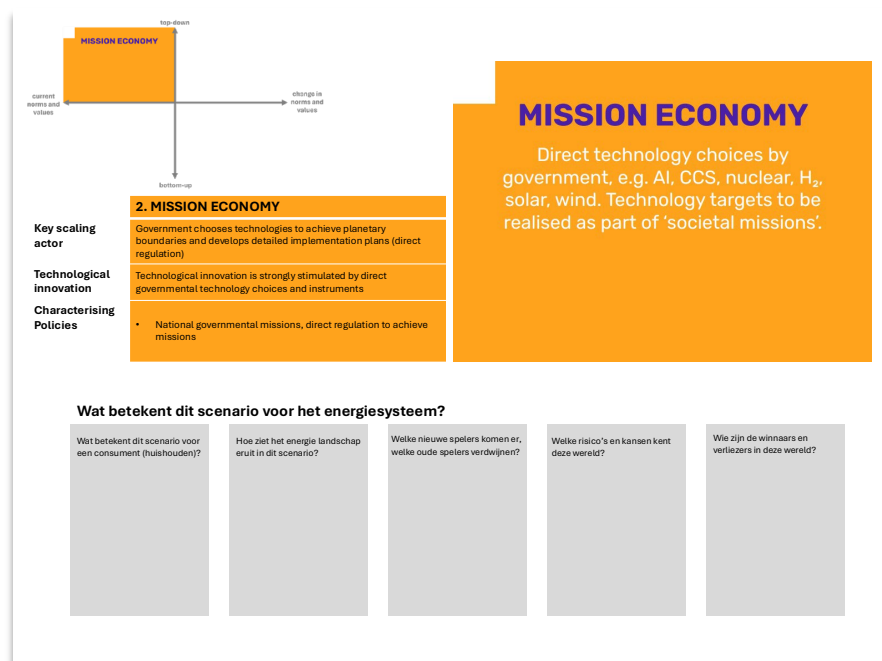 top-down
MISSION ECONOMY
current
norms and
values
change in
norms and
values
bottom-up
MISSION ECONOMY
Direct technology choices by
government, e.g. AI, CCS, nuclear, H₂,
solar, wind. Technology targets to be
realised as part of ‘societal missions’.
2. MISSION ECONOMY
Key scaling
actor
Government chooses technologies to achieve planetary
boundaries and develops detailed implementation plans (direct
regulation)
Technological
innovation
Technological innovation is strongly stimulated by direct
governmental technology choices and instruments
Characterising
Policies
• National governmental missions, direct regulation to achieve
missions
Wat betekent dit scenario voor het energiesysteem?
Wat betekent dit scenario voor
een consument (huishouden)?
Hoe ziet het energie landschap
eruit in dit scenario?
Welke nieuwe spelers komen er,
welke oude spelers verdwijnen?
Welke risico’s en kansen kent
deze wereld?
Wie zijn de winnaars en
verliezers in deze wereld?